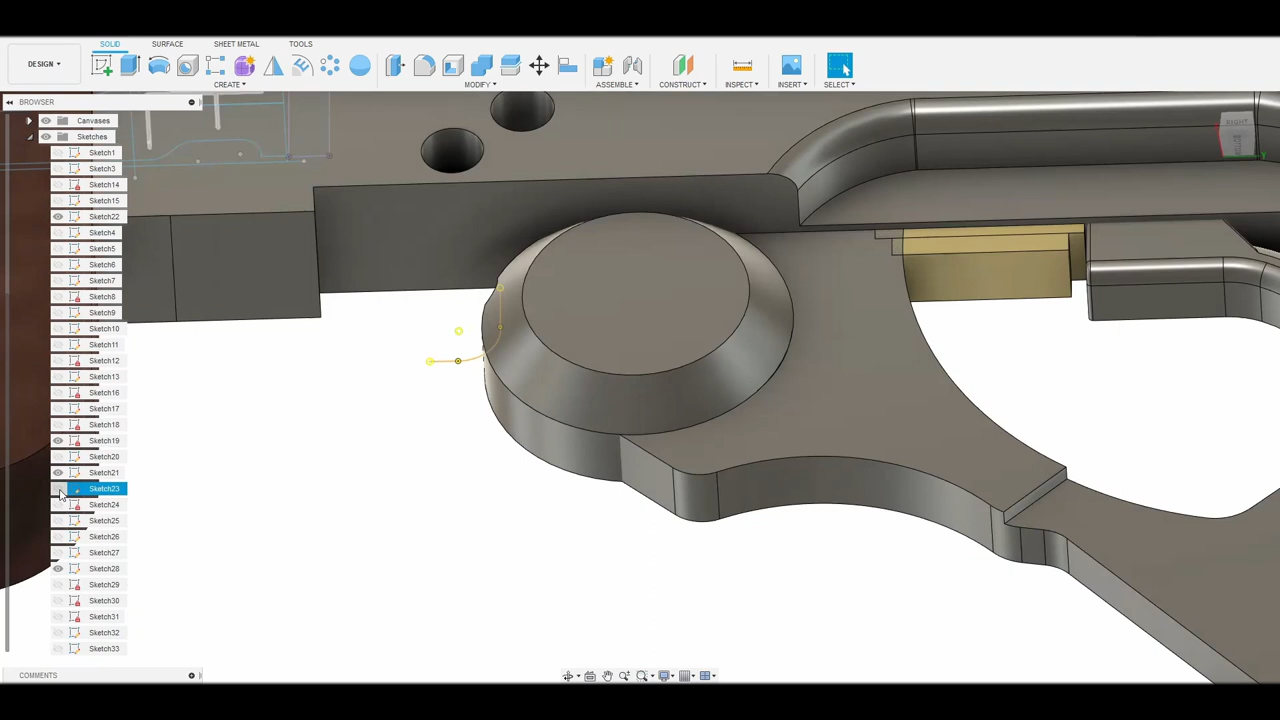 SOLID SURFACE SHEET METAL TOOLS
DESIGN
CREATE MODIFY ASSEMBLE CONSTRUCT INSPECT INSERT SELECT
BROWSER
Canvases
Sketches
Sketch1
Sketch3
Sketch14
Sketch15
Sketch22
Sketch4
Sketch5
Sketch6
Sketch7
Sketch8
Sketch9
Sketch10
Sketch11
Sketch12
Sketch13
Sketch16
Sketch17
Sketch18
Sketch19
Sketch20
Sketch21
Sketch23
Sketch24
Sketch25
Sketch26
Sketch27
Sketch28
Sketch29
Sketch30
Sketch31
Sketch32
Sketch33
COMMENTS
RIGHT